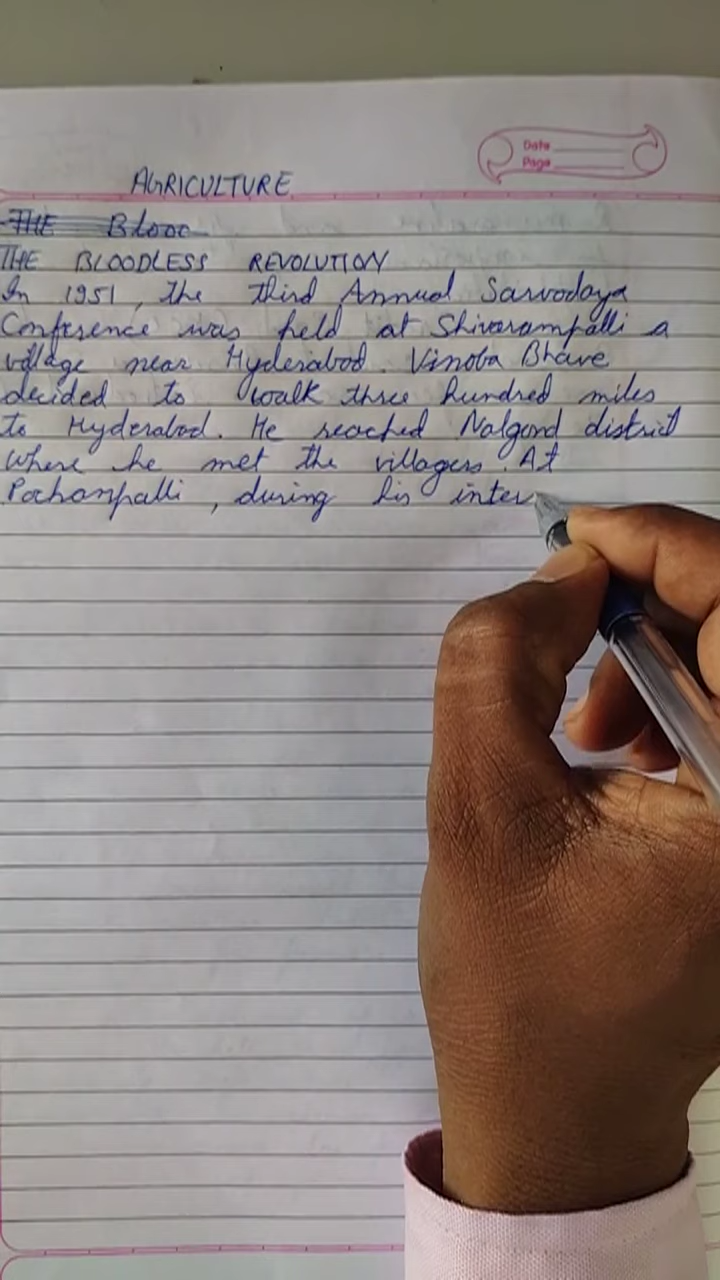 Date
Page
AGRICULTURE
THE Blooc
THE BLOODLESS REVOLUTION
In 1951, the third Annual Sarvodaya
Conference was held at Shivarampalli a
village near Hyderabad. Vinoba Bhave
decided to walk three hundred miles
to Hyderabad. He reached Nalgond district
where he met the villagers. At
Pochampalli, during his inter